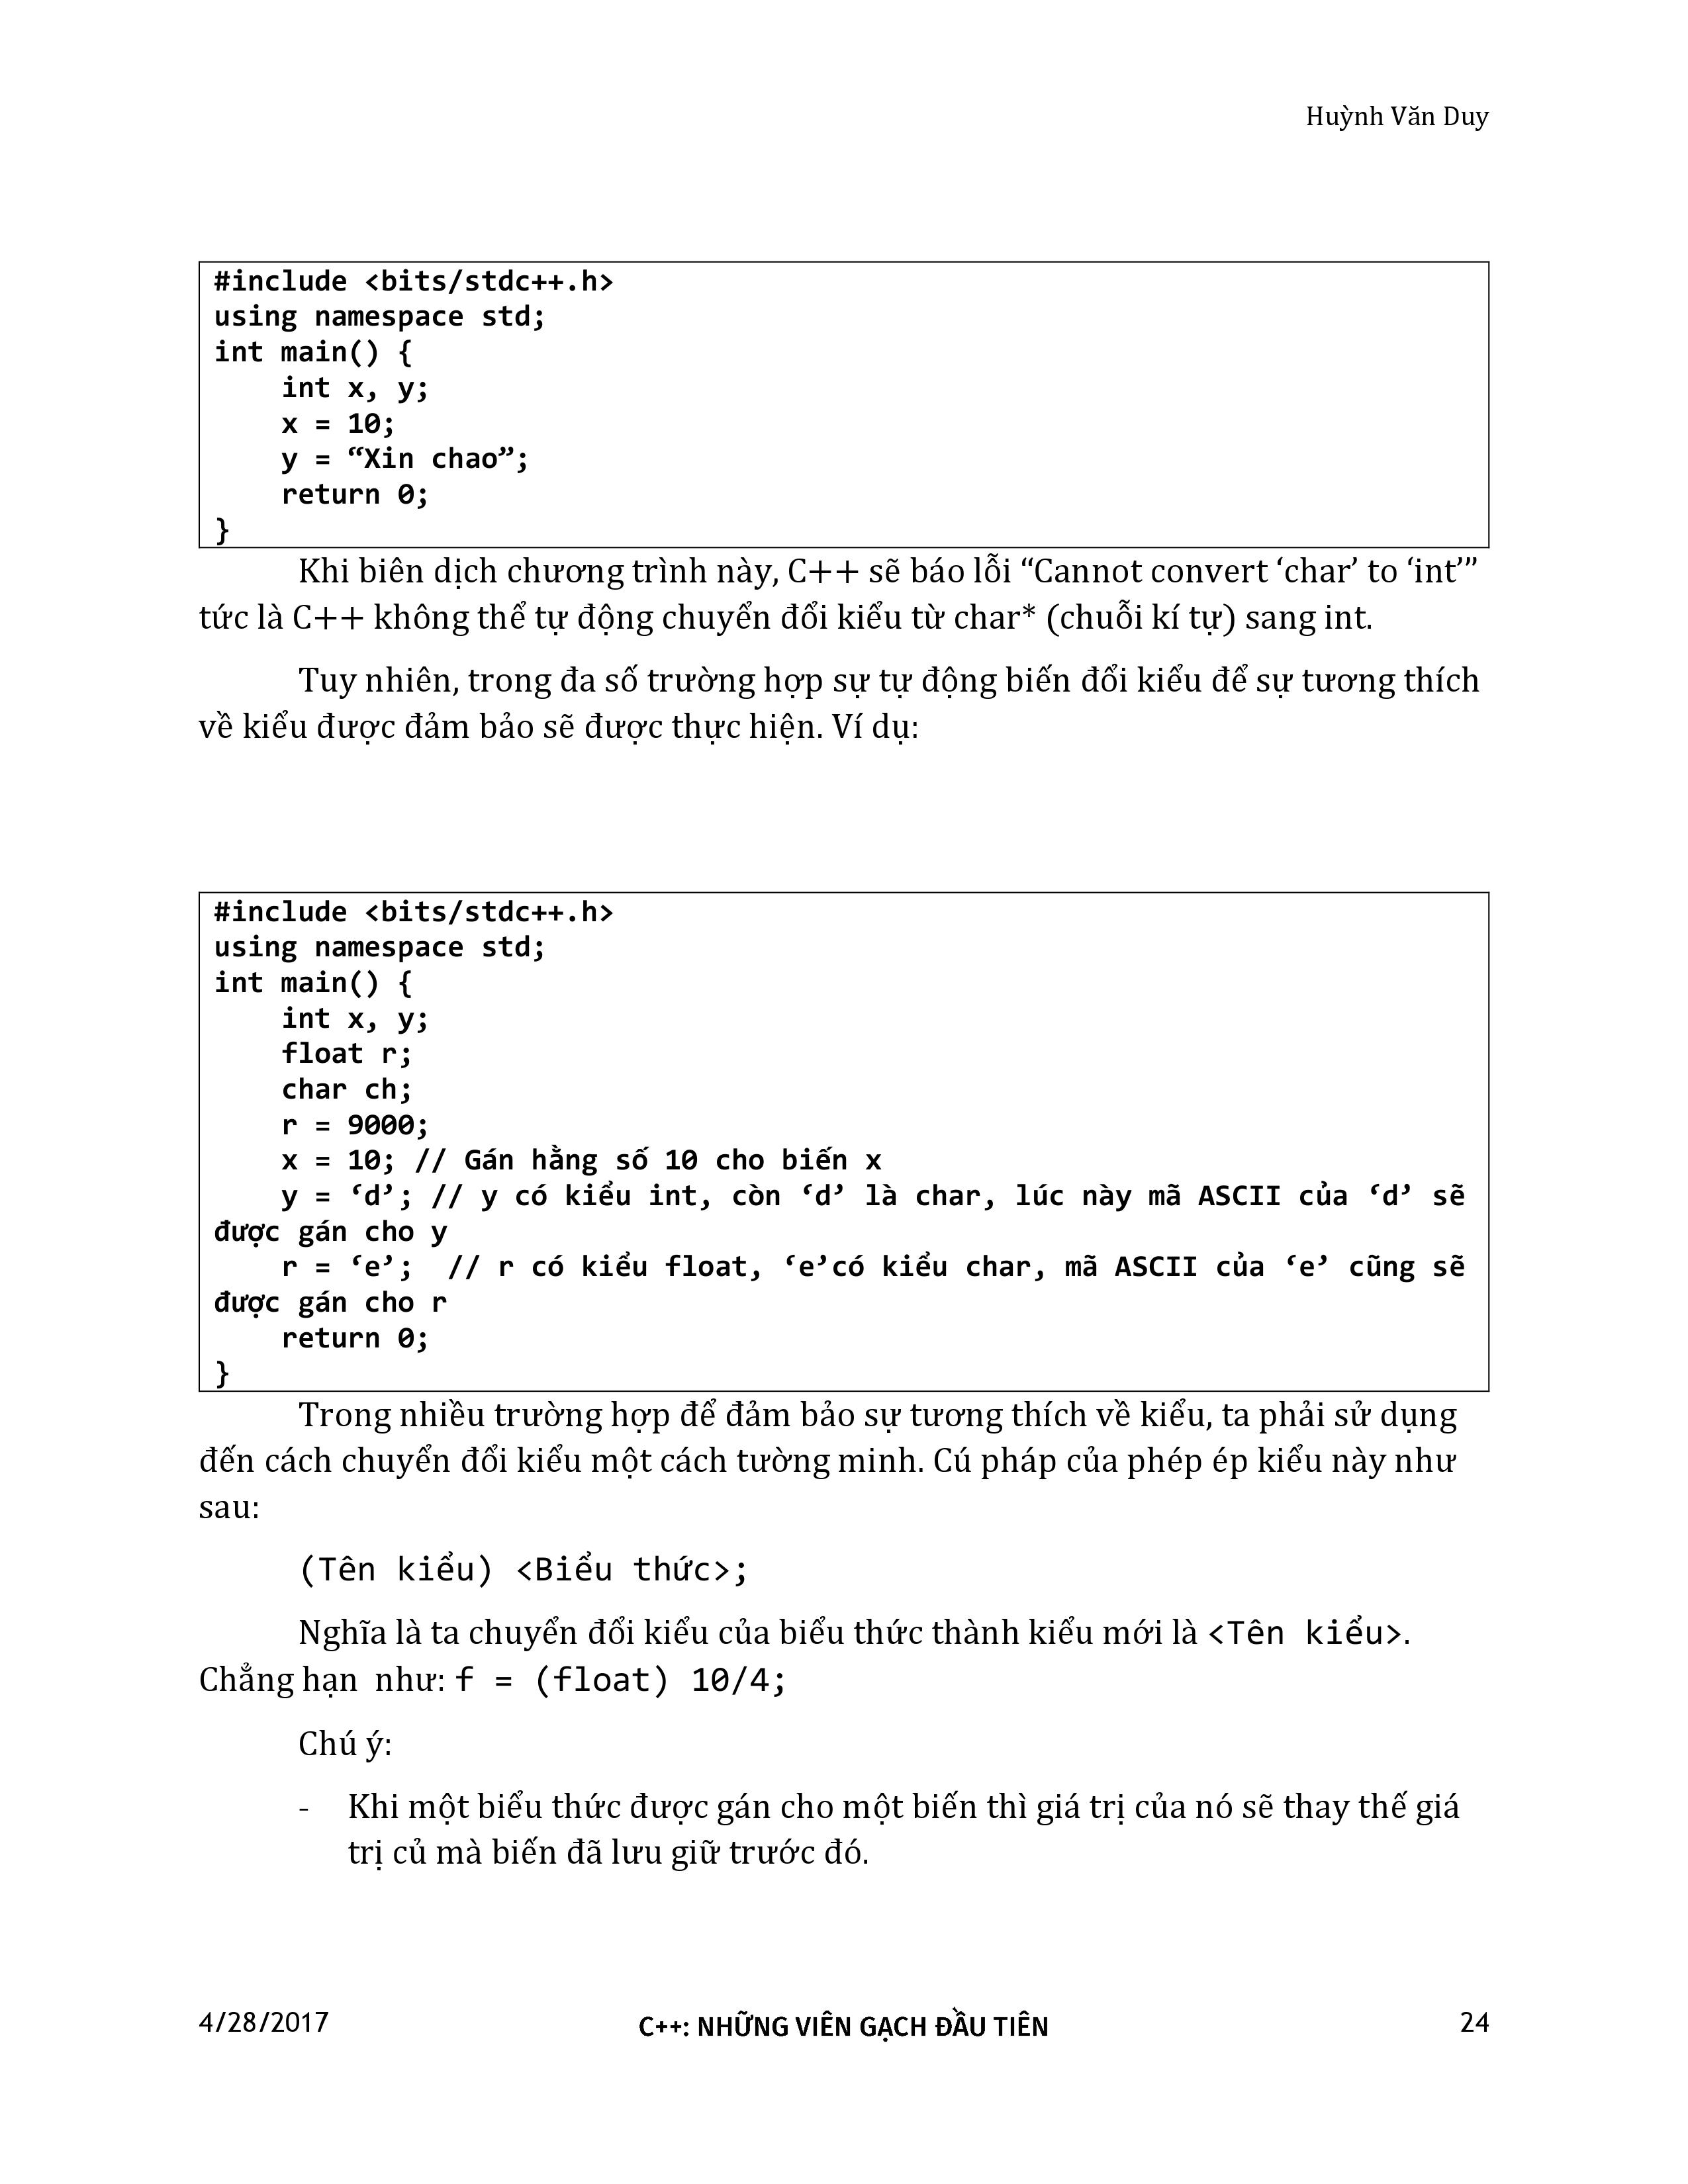 Huỳnh Văn Duy
#include <bits/stdc++.h>
using namespace std;
int main() {
    int x, y;
    x = 10;
    y = “Xin chao”;
    return 0;
}
Khi biên dịch chương trình này, C++ sẽ báo lỗi “Cannot convert ‘char’ to ‘int’”
tức là C++ không thể tự động chuyển đổi kiểu từ char* (chuỗi kí tự) sang int.
Tuy nhiên, trong đa số trường hợp sự tự động biến đổi kiểu để sự tương thích
về kiểu được đảm bảo sẽ được thực hiện. Ví dụ:
#include <bits/stdc++.h>
using namespace std;
int main() {
    int x, y;
    float r;
    char ch;
    r = 9000;
    x = 10; // Gán hằng số 10 cho biến x
    y = ‘d’; // y có kiểu int, còn ‘d’ là char, lúc này mã ASCII của ‘d’ sẽ
được gán cho y
    r = ‘e’;  // r có kiểu float, ‘e’có kiểu char, mã ASCII của ‘e’ cũng sẽ
được gán cho r
    return 0;
}
Trong nhiều trường hợp để đảm bảo sự tương thích về kiểu, ta phải sử dụng
đến cách chuyển đổi kiểu một cách tường minh. Cú pháp của phép ép kiểu này như
sau:
(Tên kiểu) <Biểu thức>;
Nghĩa là ta chuyển đổi kiểu của biểu thức thành kiểu mới là <Tên kiểu>.
Chẳng hạn  như: f = (float) 10/4;
Chú ý:
- Khi một biểu thức được gán cho một biến thì giá trị của nó sẽ thay thế giá
trị củ mà biến đã lưu giữ trước đó.
4/28/2017 C++: NHỮNG VIÊN GẠCH ĐẦU TIÊN 24